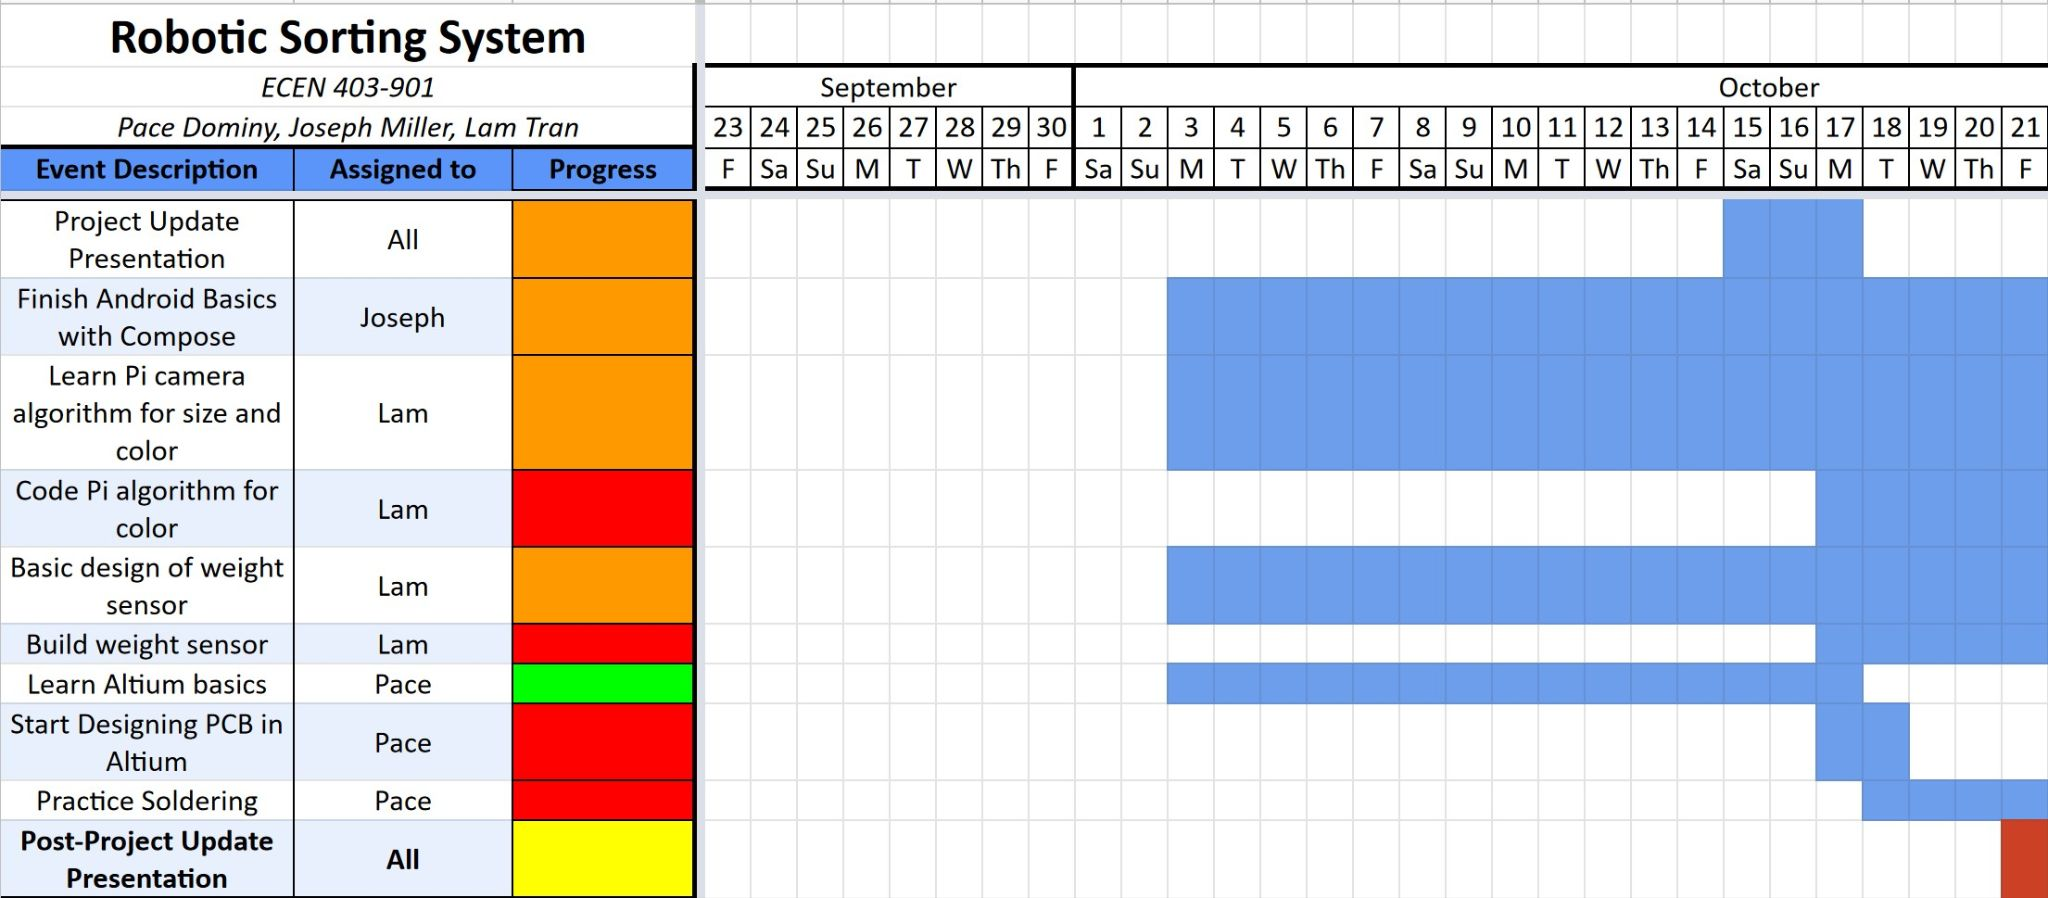 Robotic Sorting System
ECEN 403-901
September
October
Pace Dominy, Joseph Miller, Lam Tran
23 24 25 26 27 28 29 30 1 2 3 4 5 6 7 8 9 10 11 12 13 14 15 16 17 18 19 20 21
Event Description Assigned to Progress
F Sa Su M T W Th F Sa Su M T W Th F Sa Su M T W Th F Sa Su M T W Th F
Project Update
Presentation
All
Finish Android Basics
with Compose
Joseph
Learn Pi camera
algorithm for size and
color
Lam
Code Pi algorithm for
color
Lam
Basic design of weight
sensor
Lam
Build weight sensor
Lam
Learn Altium basics
Pace
Start Designing PCB in
Altium
Pace
Practice Soldering
Pace
Post-Project Update
Presentation
All